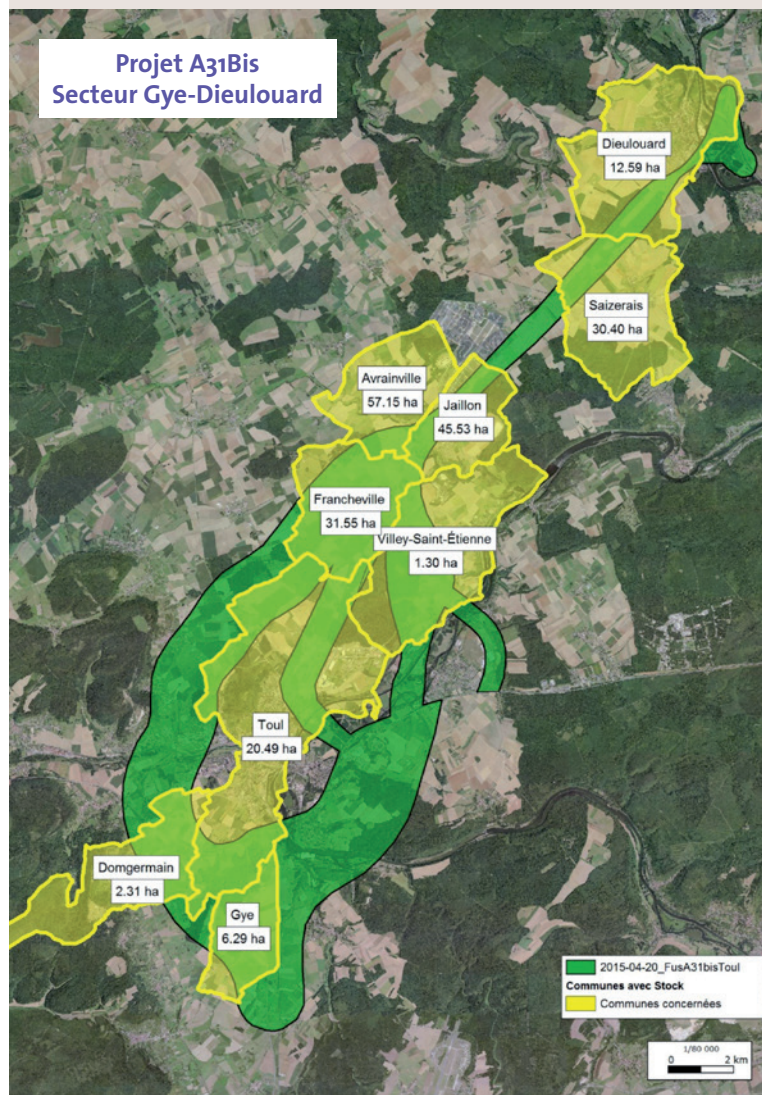 Projet A31Bis
Secteur Gye-Dieulouard
Dieulouard
12.59 ha
Saizerais
30.40 ha
Avrainville
57.15 ha
Jaillon
45.53 ha
Francheville
31.55 ha
Villey-Saint-Étienne
1.30 ha
Toul
20.49 ha
Domgermain
2.31 ha
Gye
6.29 ha
2015-04-20_FusA31bisToul
Communes avec Stock
Communes concernées
1/80 000
0 2 km